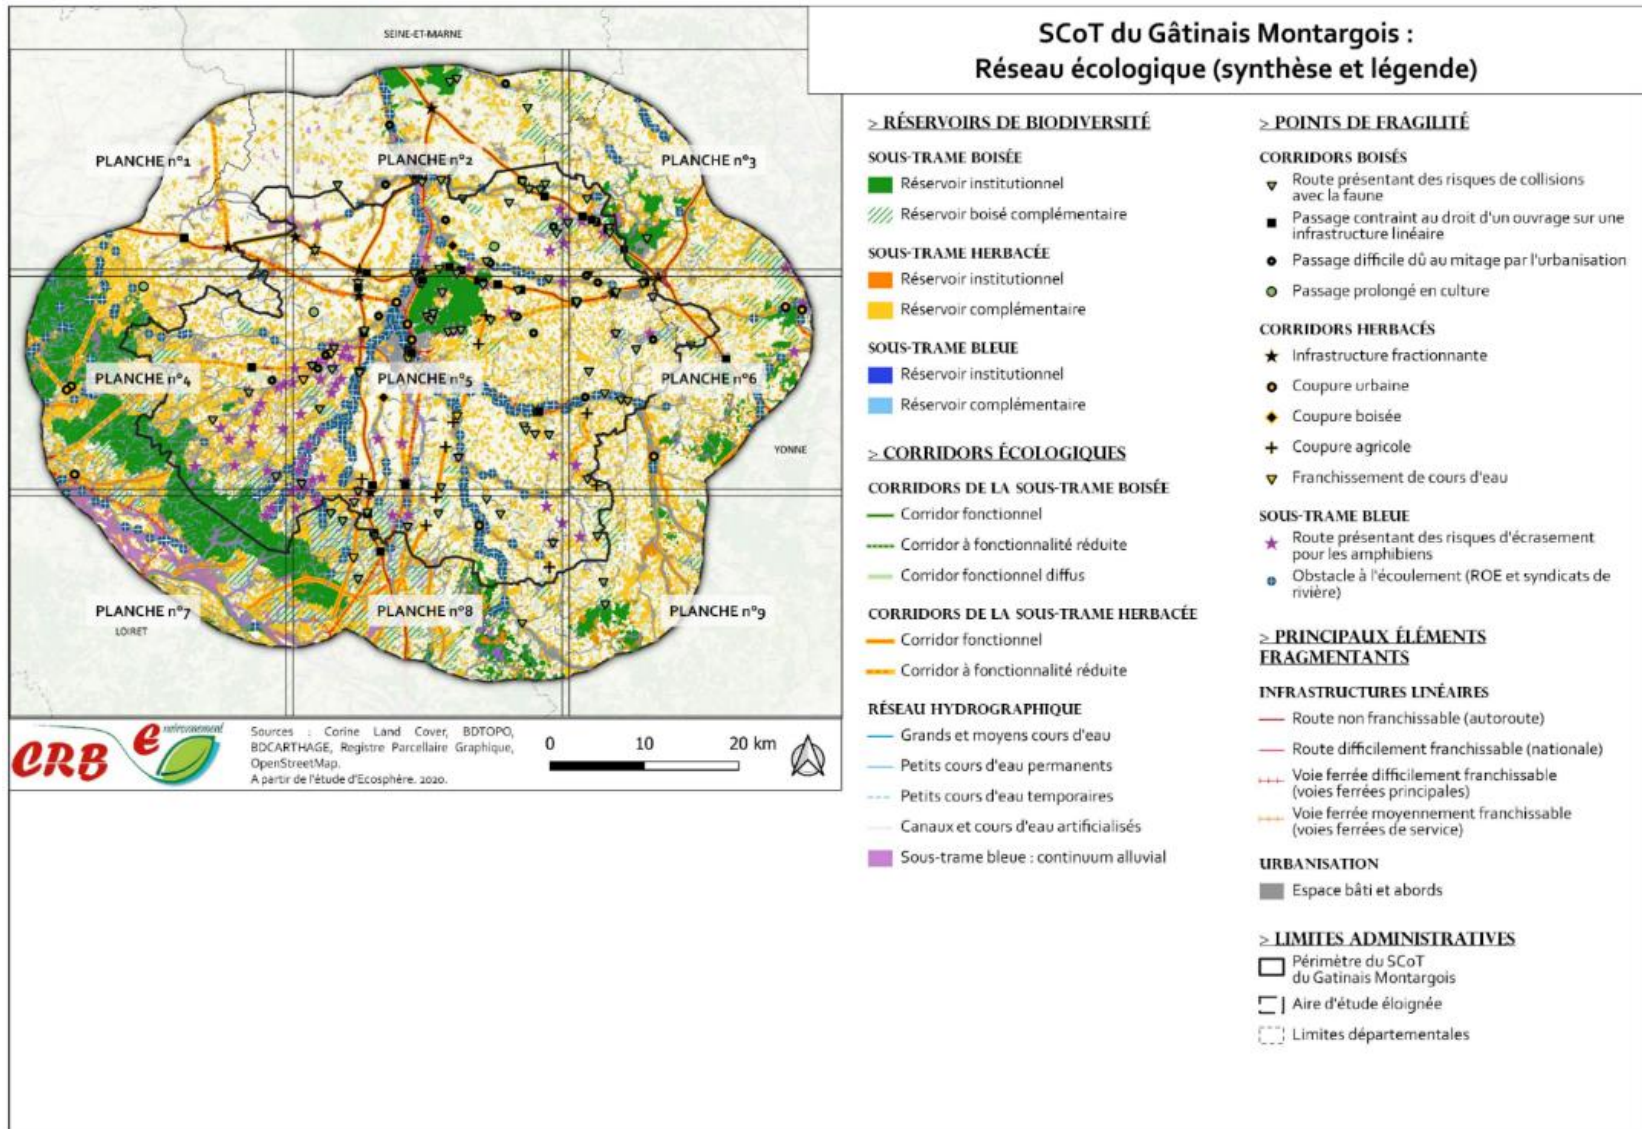 SCoT du Gâtinais Montargois :
Réseau écologique (synthèse et légende)
SEINE-ET-MARNE
PLANCHE n°1
PLANCHE n°2
PLANCHE n°3
PLANCHE n°4
PLANCHE n°5
PLANCHE n°6
YONNE
PLANCHE n°7
PLANCHE n°8
PLANCHE n°9
LOIRET
CRB environnement
Sources : Corine Land Cover, BDTOPO,
BDCARTHAGE, Registre Parcellaire Graphique,
OpenStreetMap.
A partir de l'étude d'Ecosphère. 2020.
0 10 20 km
> RÉSERVOIRS DE BIODIVERSITÉ
SOUS-TRAME BOISÉE
Réservoir institutionnel
Réservoir boisé complémentaire
SOUS-TRAME HERBACÉE
Réservoir institutionnel
Réservoir complémentaire
SOUS-TRAME BLEUE
Réservoir institutionnel
Réservoir complémentaire
> CORRIDORS ÉCOLOGIQUES
CORRIDORS DE LA SOUS-TRAME BOISÉE
Corridor fonctionnel
Corridor à fonctionnalité réduite
Corridor fonctionnel diffus
CORRIDORS DE LA SOUS-TRAME HERBACÉE
Corridor fonctionnel
Corridor à fonctionnalité réduite
RÉSEAU HYDROGRAPHIQUE
Grands et moyens cours d'eau
Petits cours d'eau permanents
Petits cours d'eau temporaires
Canaux et cours d'eau artificialisés
Sous-trame bleue : continuum alluvial
> POINTS DE FRAGILITÉ
CORRIDORS BOISÉS
Route présentant des risques de collisions
avec la faune
Passage contraint au droit d'un ouvrage sur une
infrastructure linéaire
Passage difficile dû au mitage par l'urbanisation
Passage prolongé en culture
CORRIDORS HERBACÉS
Infrastructure fractionnante
Coupure urbaine
Coupure boisée
Coupure agricole
Franchissement de cours d'eau
SOUS-TRAME BLEUE
Route présentant des risques d'écrasement
pour les amphibiens
Obstacle à l'écoulement (ROE et syndicats de
rivière)
> PRINCIPAUX ÉLÉMENTS
FRAGMENTANTS
INFRASTRUCTURES LINÉAIRES
Route non franchissable (autoroute)
Route difficilement franchissable (nationale)
Voie ferrée difficilement franchissable
(voies ferrées principales)
Voie ferrée moyennement franchissable
(voies ferrées de service)
URBANISATION
Espace bâti et abords
> LIMITES ADMINISTRATIVES
Périmètre du SCoT
du Gatinais Montargois
Aire d'étude éloignée
Limites départementales